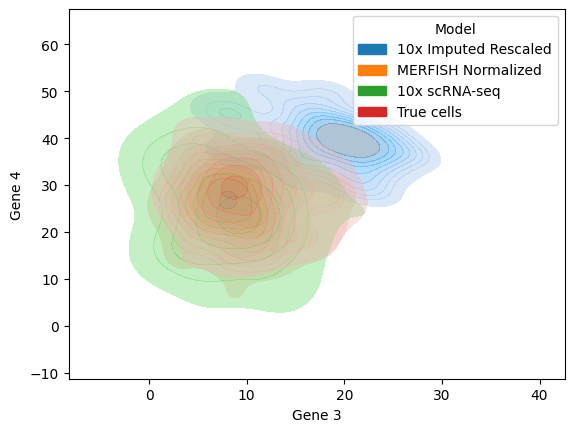 Model
10x Imputed Rescaled
MERFISH Normalized
10x scRNA-seq
True cells
60
50
40
30
20
10
0
−10
Gene 4
0
10
20
30
40
Gene 3